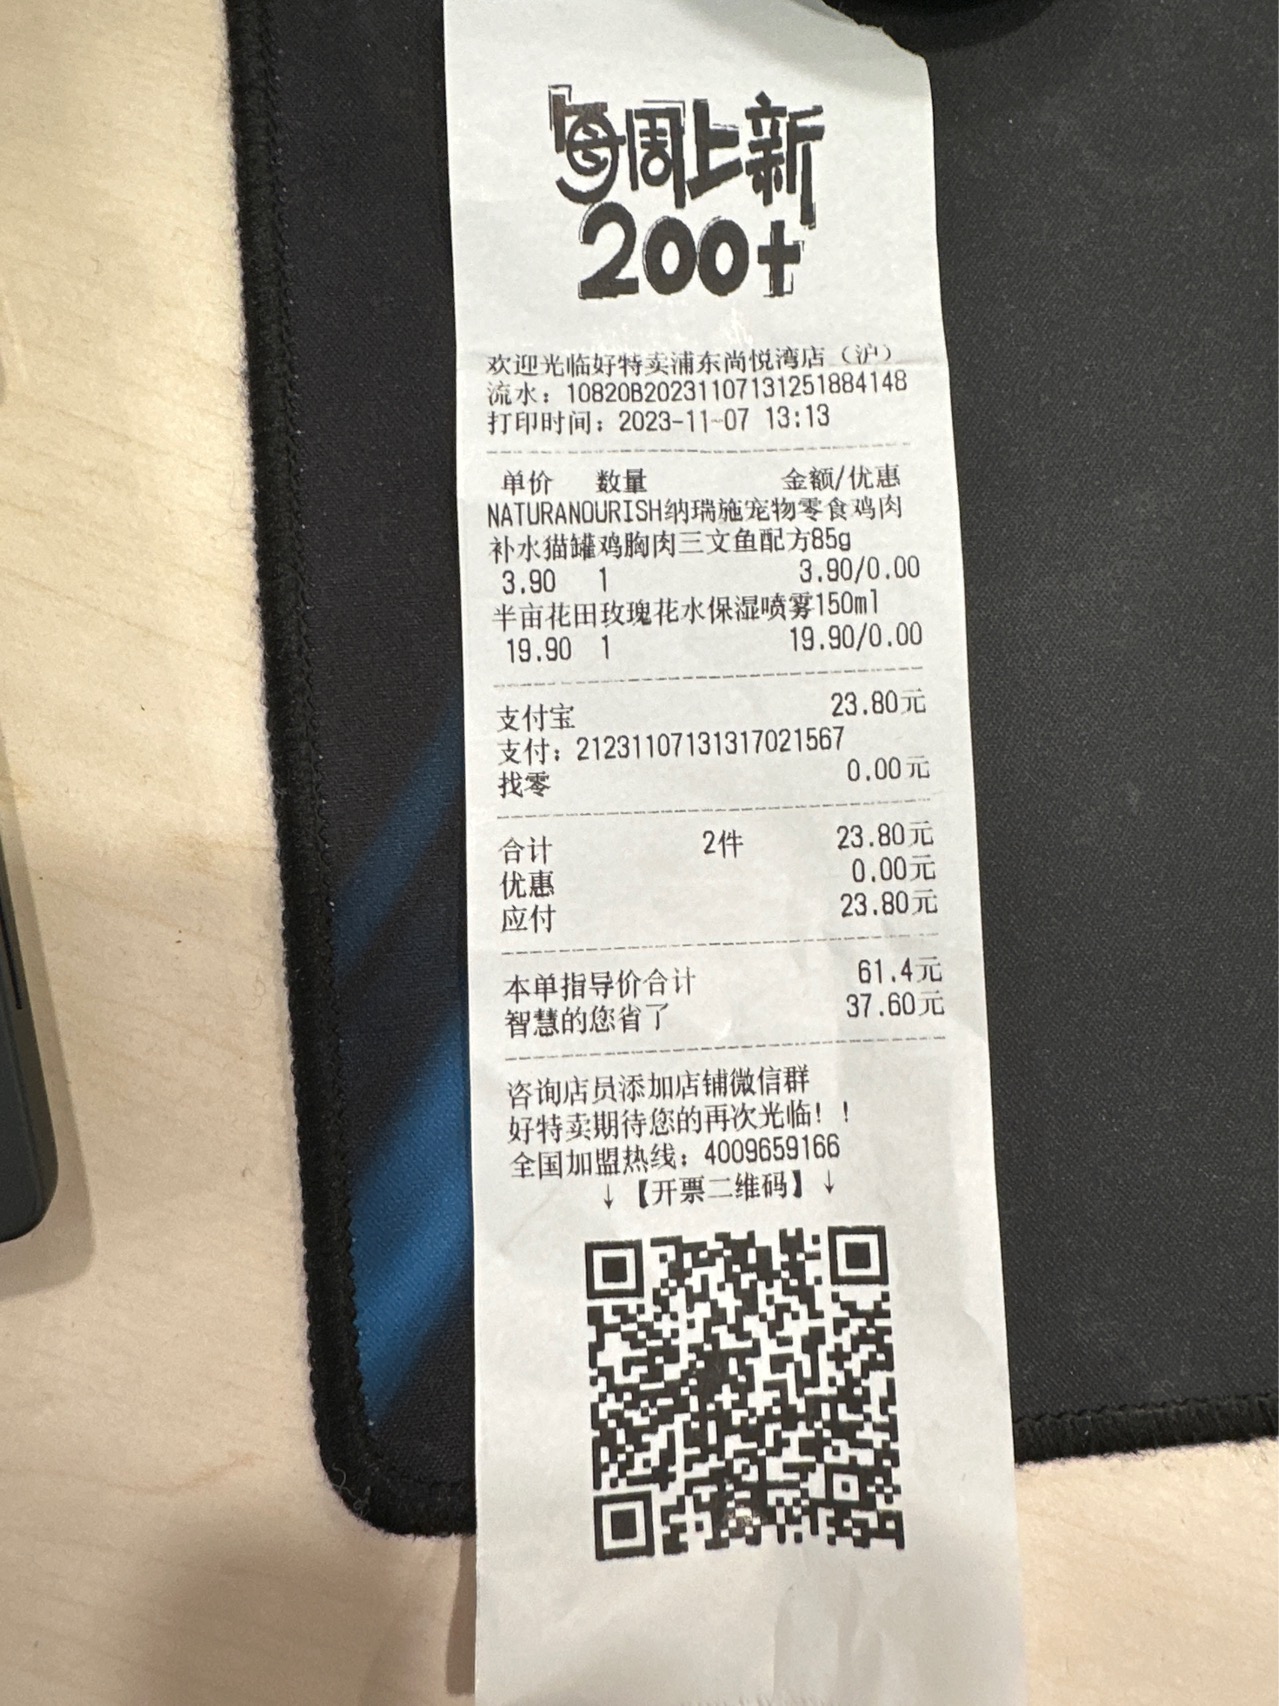 每周上新
200+
欢迎光临好特卖浦东尚悦湾店（沪）
流水：10820B20231107131251884148
打印时间：2023-11-07 13:13
单价 数量 金额/优惠
NATURANOURISH纳瑞施宠物零食鸡肉
补水猫罐鸡胸肉三文鱼配方85g
3.90 1 3.90/0.00
半亩花田玫瑰花水保湿喷雾150ml
19.90 1 19.90/0.00
支付宝 23.80元
支付：21231107131317021567
找零 0.00元
合计 2件 23.80元
优惠 0.00元
应付 23.80元
本单指导价合计 61.4元
智慧的您省了 37.60元
咨询店员添加店铺微信群
好特卖期待您的再次光临！！
全国加盟热线：4009659166
↓【开票二维码】↓